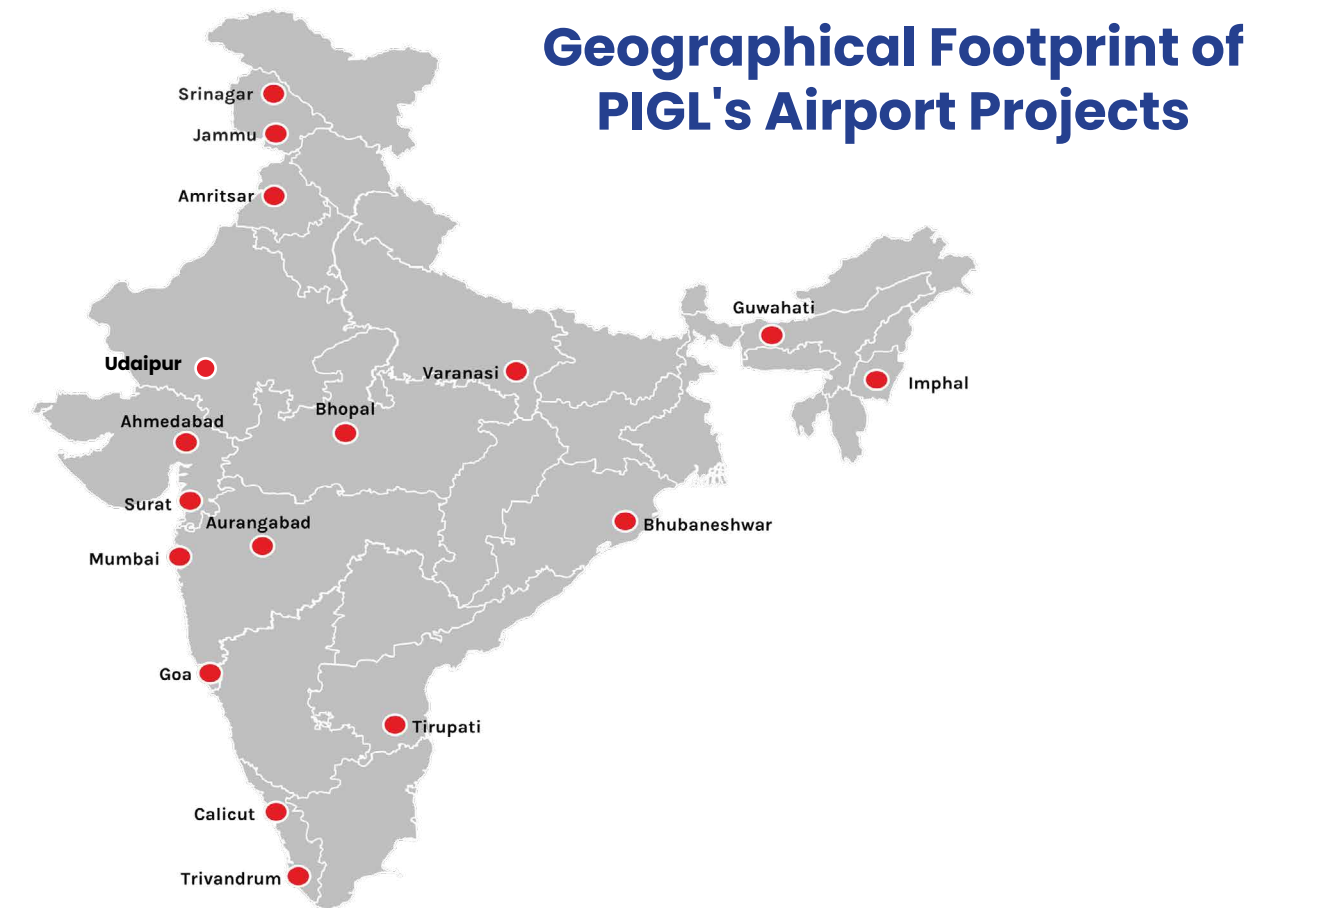 Geographical Footprint of
PIGL's Airport Projects
Srinagar
Jammu
Amritsar
Guwahati
Udaipur
Varanasi
Imphal
Bhopal
Ahmedabad
Surat
Aurangabad
Bhubaneshwar
Mumbai
Goa
Tirupati
Calicut
Trivandrum